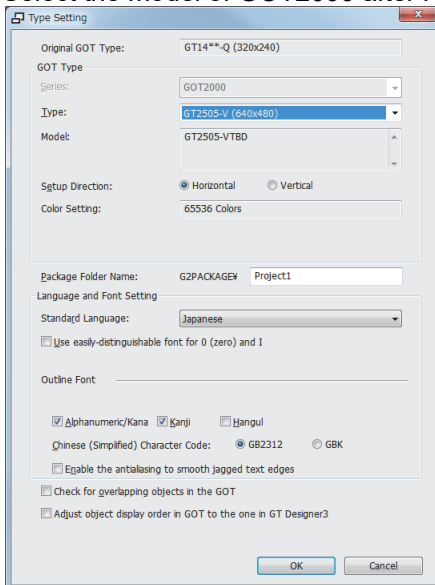 Type Setting
Original GOT Type: GT14**-Q (320x240)
GOT Type
Series: GOT2000
Type: GT2505-V (640x480)
Model: GT2505-VTBD
Setup Direction: Horizontal Vertical
Color Setting: 65536 Colors
Package Folder Name: G2PACKAGE¥ Project1
Language and Font Setting
Standard Language: Japanese
Use easily-distinguishable font for 0 (zero) and I
Outline Font
Alphanumeric/Kana Kanji Hangul
Chinese (Simplified) Character Code: GB2312 GBK
Enable the antialiasing to smooth jagged text edges
Check for overlapping objects in the GOT
Adjust object display order in GOT to the one in GT Designer3
OK Cancel